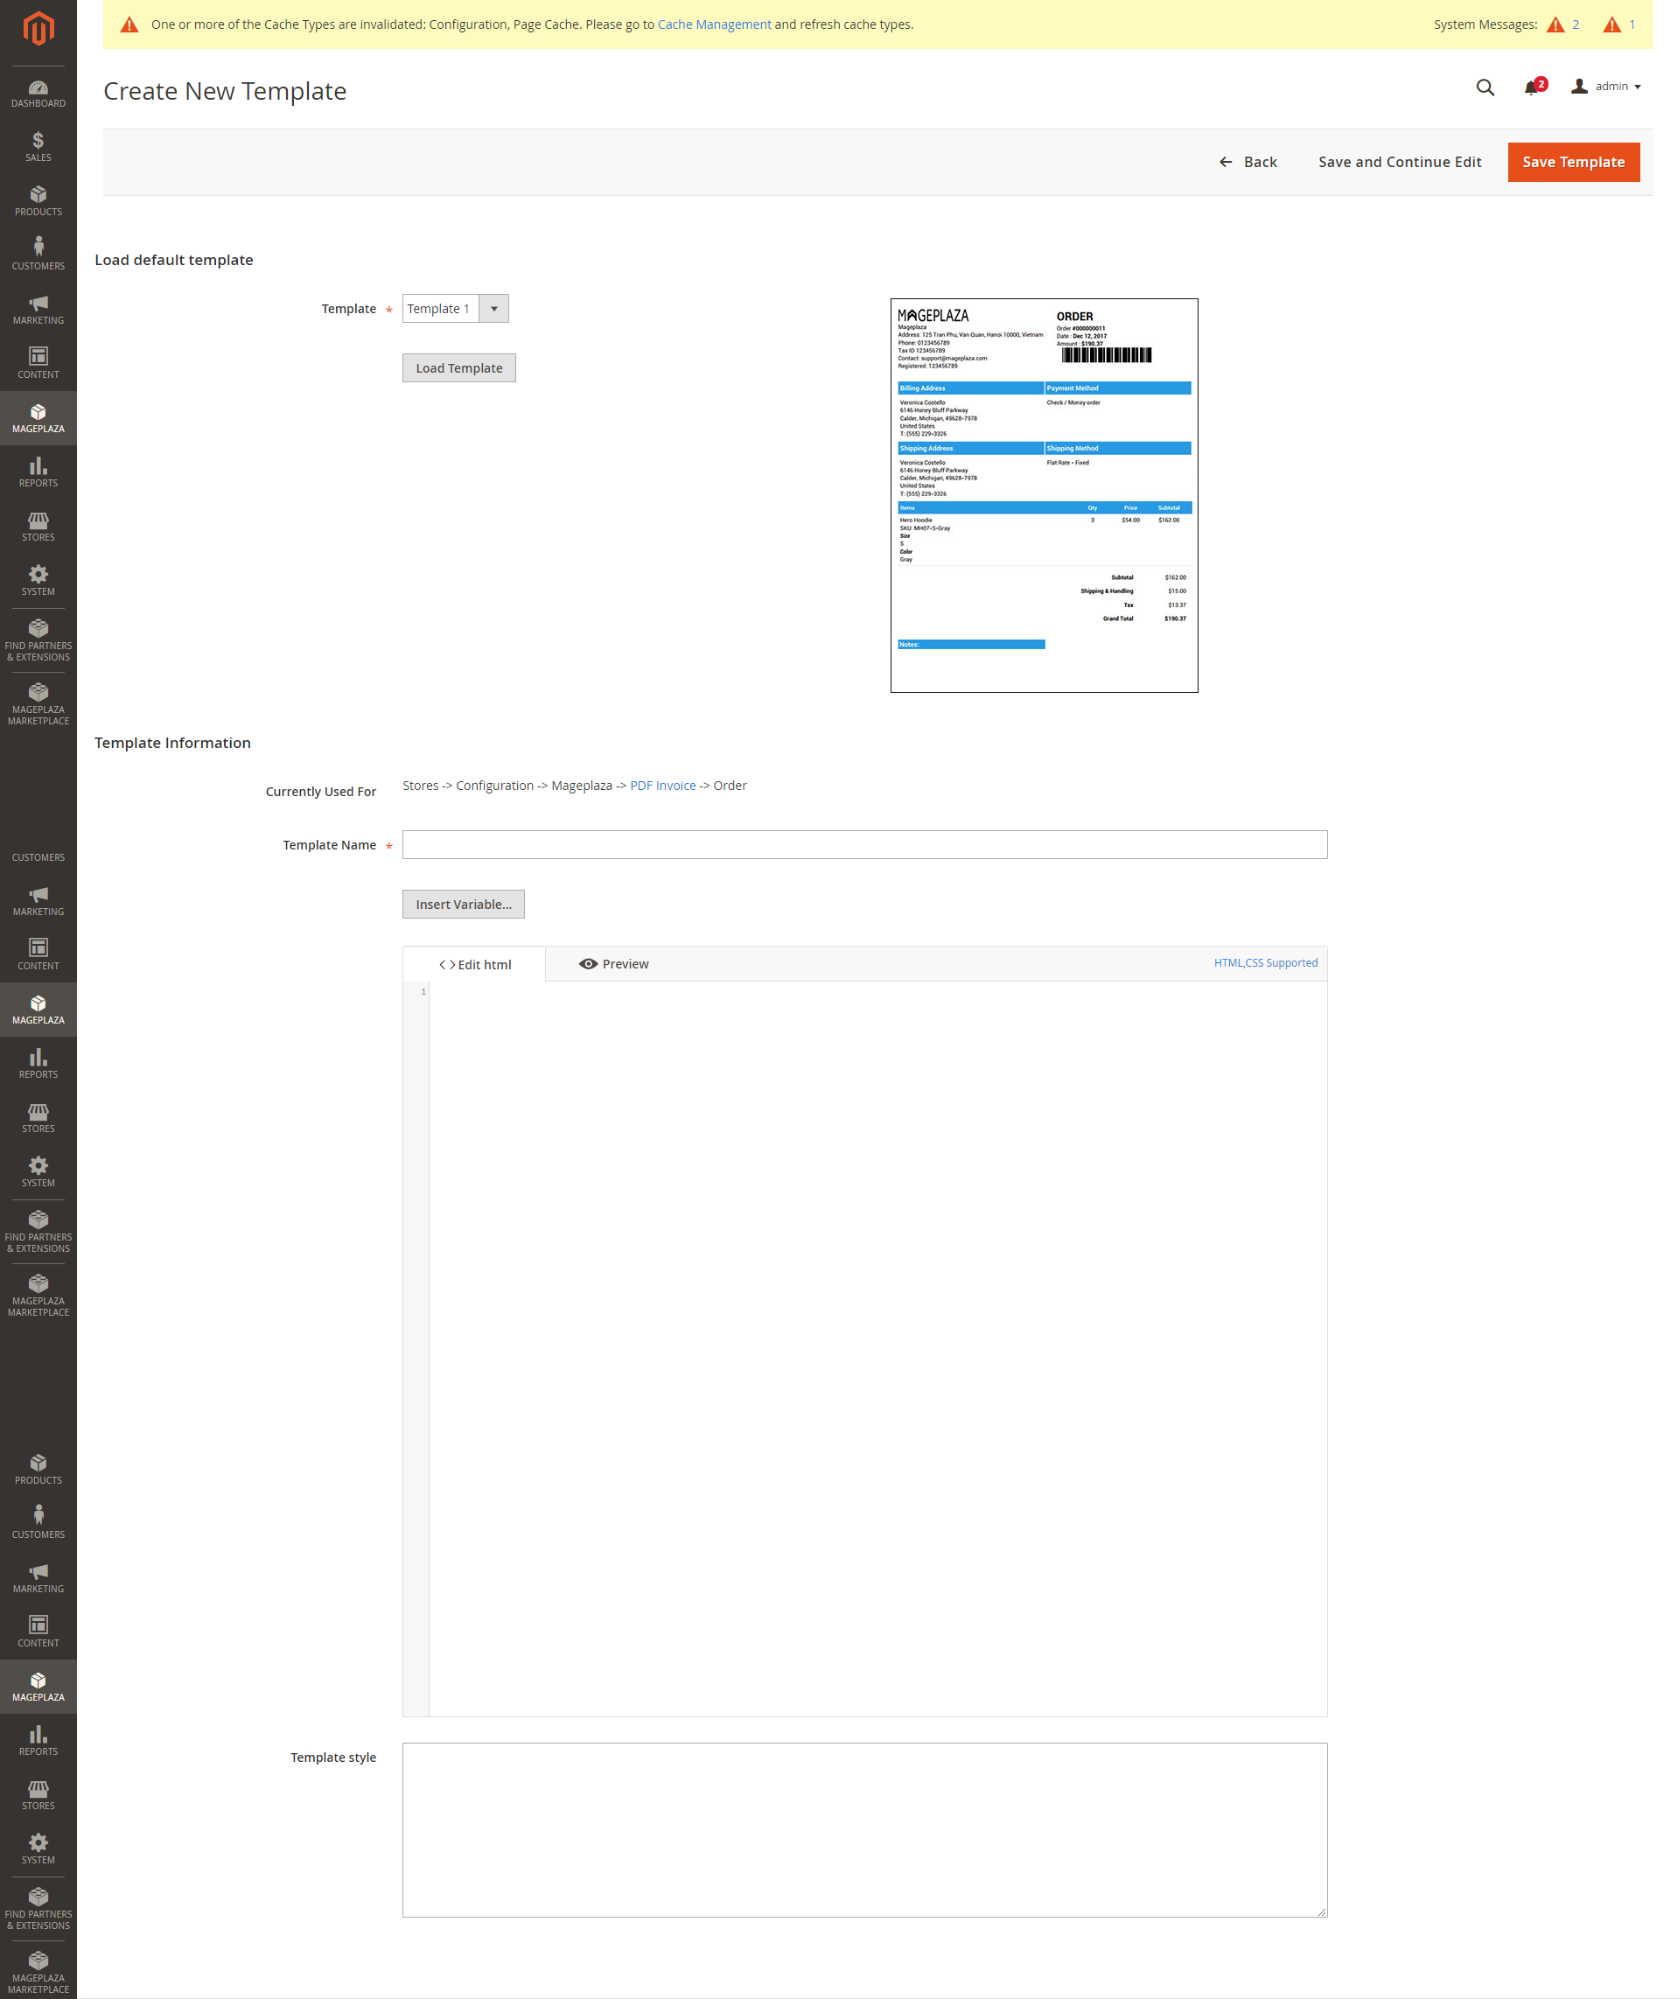 One or more of the Cache Types are invalidated: Configuration, Page Cache. Please go to Cache Management and refresh cache types.
System Messages: 2 1
Create New Template
2
admin
Back
Save and Continue Edit
Save Template
DASHBOARD
SALES
PRODUCTS
CUSTOMERS
MARKETING
CONTENT
MAGEPLAZA
REPORTS
STORES
SYSTEM
FIND PARTNERS
& EXTENSIONS
MAGEPLAZA
MARKETPLACE
Load default template
Template *
Template 1
Load Template
MAGEPLAZA
Mageplaza
Address: 125 Tran Phu, Van Quan, Hanoi 10000, Vietnam
Phone: 0123456789
Tax ID 123456789
Contact: support@mageplaza.com
Registered: 123456789
ORDER
Order #000000011
Date : Dec 12, 2017
Amount : $190.37
Billing Address
Payment Method
Veronica Costello
6146 Honey Bluff Parkway
Calder, Michigan, 49628-7978
United States
T: (555) 229-3326
Check / Money order
Shipping Address
Shipping Method
Veronica Costello
6146 Honey Bluff Parkway
Calder, Michigan, 49628-7978
United States
T: (555) 229-3326
Flat Rate - Fixed
Items Qty Price Subtotal
Hero Hoodie 3 $54.00 $162.00
SKU: MH07-S-Gray
Size
S
Color
Gray
Subtotal $162.00
Shipping & Handling $15.00
Tax $13.37
Grand Total $190.37
Notes:
Template Information
Currently Used For
Stores -> Configuration -> Mageplaza -> PDF Invoice -> Order
Template Name *
Insert Variable...
< > Edit html
Preview
HTML,CSS Supported
1
CUSTOMERS
MARKETING
CONTENT
MAGEPLAZA
REPORTS
STORES
SYSTEM
FIND PARTNERS
& EXTENSIONS
MAGEPLAZA
MARKETPLACE
PRODUCTS
CUSTOMERS
MARKETING
CONTENT
MAGEPLAZA
REPORTS
STORES
SYSTEM
FIND PARTNERS
& EXTENSIONS
MAGEPLAZA
MARKETPLACE
Template style